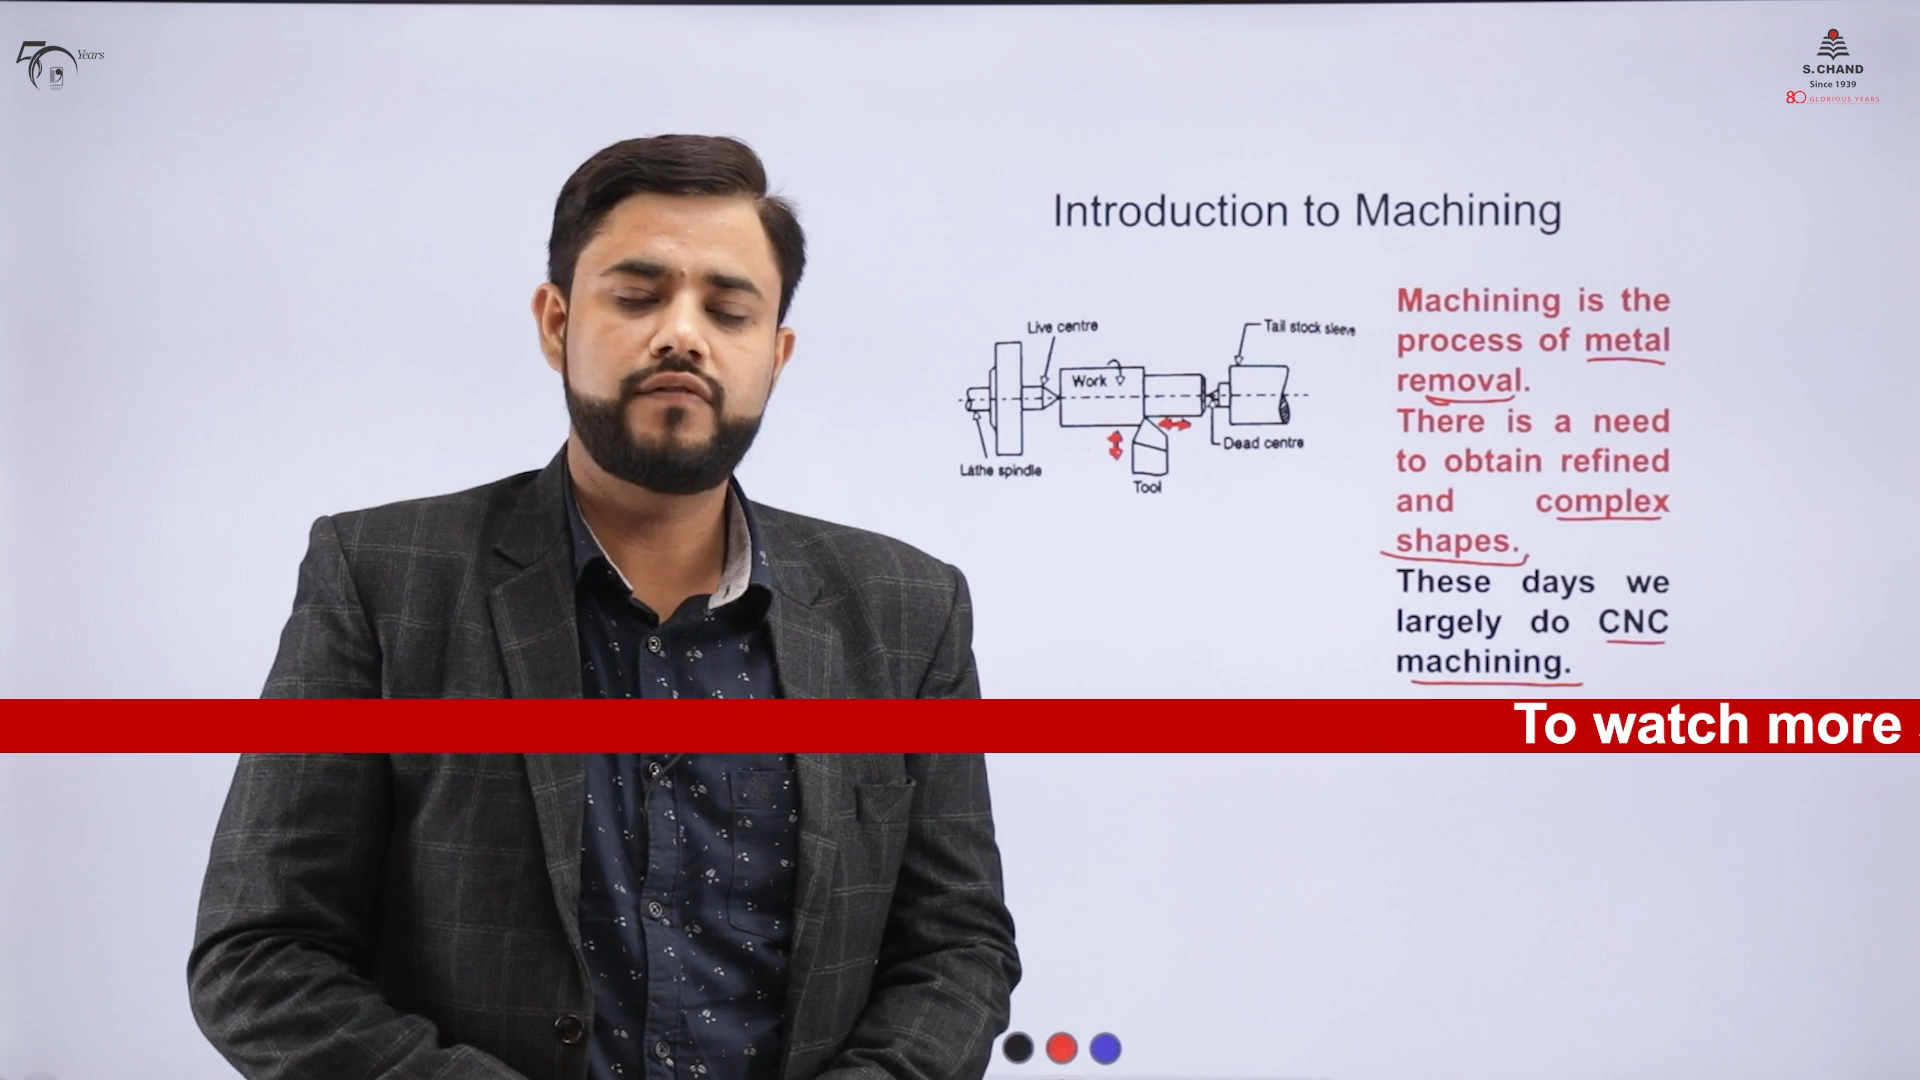 50 Years
S. CHAND
Since 1939
80 GLORIOUS YEARS
Introduction to Machining
Live centre
Tail stock sleeve
Work
Dead centre
Lathe spindle
Tool
Machining is the
process of metal
removal.
There is a need
to obtain refined
and complex
shapes.
These days we
largely do CNC
machining.
To watch more